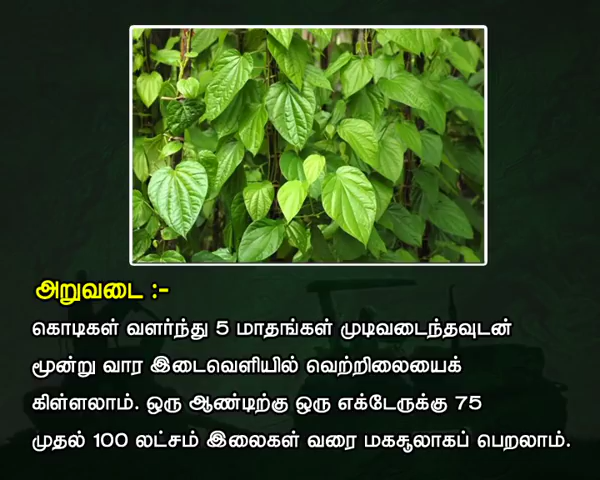 அறுவடை :-
கொடிகள் வளர்ந்து 5 மாதங்கள் முடிவடைந்தவுடன்
மூன்று வார இடைவெளியில் வெற்றிலையைக்
கிள்ளலாம். ஒரு ஆண்டிற்கு ஒரு எக்டேருக்கு 75
முதல் 100 லட்சம் இலைகள் வரை மகசூலாகப் பெறலாம்.